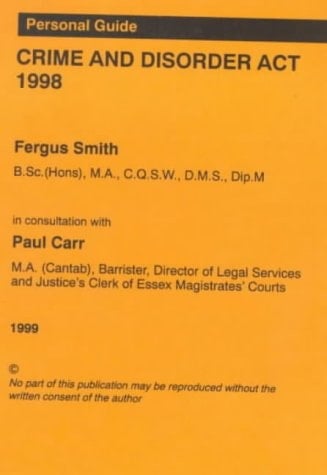 Personal Guide
CRIME AND DISORDER ACT
1998
Fergus Smith
B.Sc.(Hons), M.A., C.Q.S.W., D.M.S., Dip.M
in consultation with
Paul Carr
M.A. (Cantab), Barrister, Director of Legal Services
and Justice's Clerk of Essex Magistrates' Courts
1999
©
No part of this publication may be reproduced without the
written consent of the author